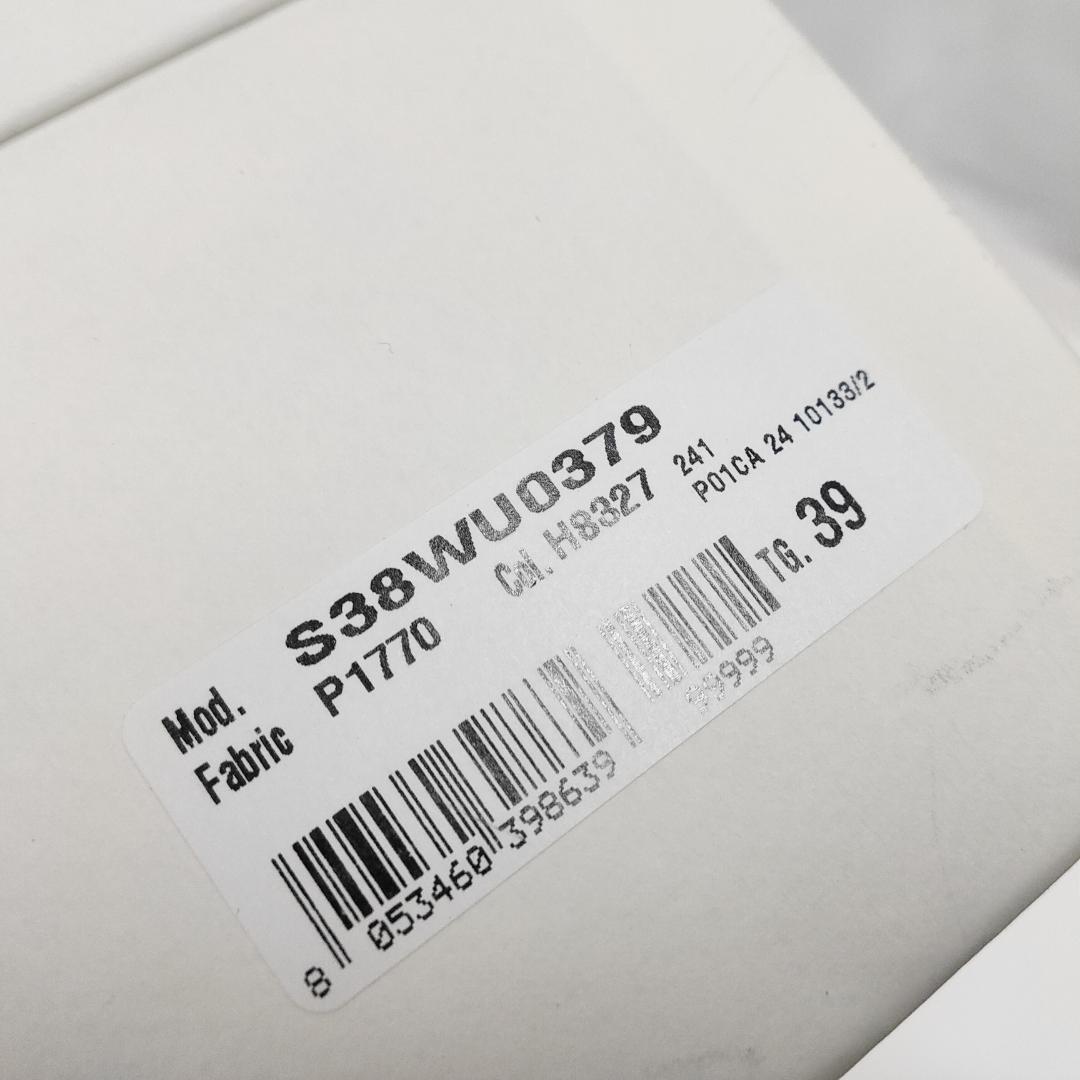 Mod. S38WU0379
Fabric P1770 Col. H8327 241
P01CA 24 10133/2
TG. 39
8 053460 398639 99999